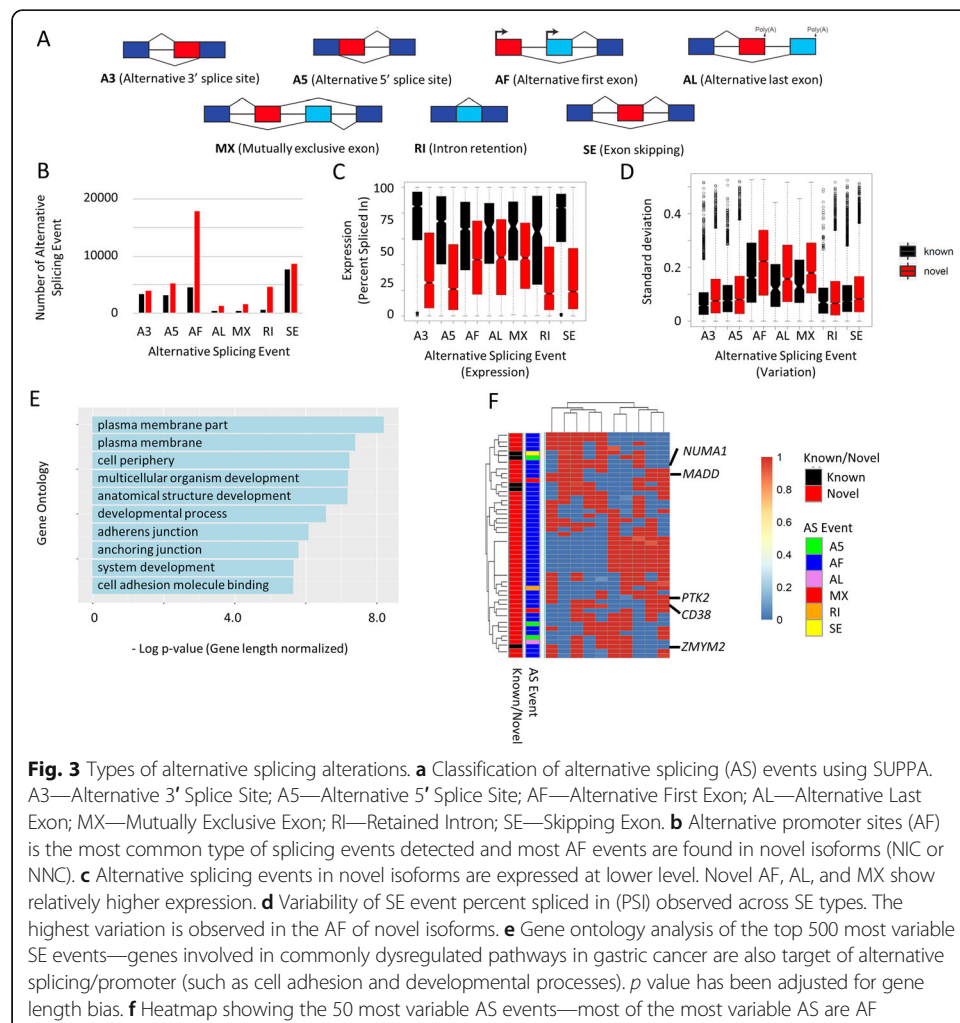 A
A3 (Alternative 3' splice site)
A5 (Alternative 5' splice site)
AF (Alternative first exon)
Poly(A)
Poly(A)
AL (Alternative last exon)
MX (Mutually exclusive exon)
RI (Intron retention)
SE (Exon skipping)
B
Number of Alternative
Splicing Event
20000
10000
0
A3 A5 AF AL MX RI SE
Alternative Splicing Event
C
Expression
(Percent Spliced In)
100
75
50
25
0
A3 A5 AF AL MX RI SE
Alternative Splicing Event
(Expression)
D
Standard deviation
0.4
0.2
0
A3 A5 AF AL MX RI SE
Alternative Splicing Event
(Variation)
known
novel
E
Gene Ontology
plasma membrane part
plasma membrane
cell periphery
multicellular organism development
anatomical structure development
developmental process
adherens junction
anchoring junction
system development
cell adhesion molecule binding
0 4.0 8.0
- Log p-value (Gene length normalized)
F
NUMA1
MADD
PTK2
CD38
ZMYM2
Known/Novel
AS Event
1
0.8
0.6
0.4
0.2
0
Known/Novel
Known
Novel
AS Event
A5
AF
AL
MX
RI
SE
Fig. 3 Types of alternative splicing alterations. a Classification of alternative splicing (AS) events using SUPPA.
A3—Alternative 3′ Splice Site; A5—Alternative 5′ Splice Site; AF—Alternative First Exon; AL—Alternative Last
Exon; MX—Mutually Exclusive Exon; RI—Retained Intron; SE—Skipping Exon. b Alternative promoter sites (AF)
is the most common type of splicing events detected and most AF events are found in novel isoforms (NIC or
NNC). c Alternative splicing events in novel isoforms are expressed at lower level. Novel AF, AL, and MX show
relatively higher expression. d Variability of SE event percent spliced in (PSI) observed across SE types. The
highest variation is observed in the AF of novel isoforms. e Gene ontology analysis of the top 500 most variable
SE events—genes involved in commonly dysregulated pathways in gastric cancer are also target of alternative
splicing/promoter (such as cell adhesion and developmental processes). p value has been adjusted for gene
length bias. f Heatmap showing the 50 most variable AS events—most of the most variable AS are AF